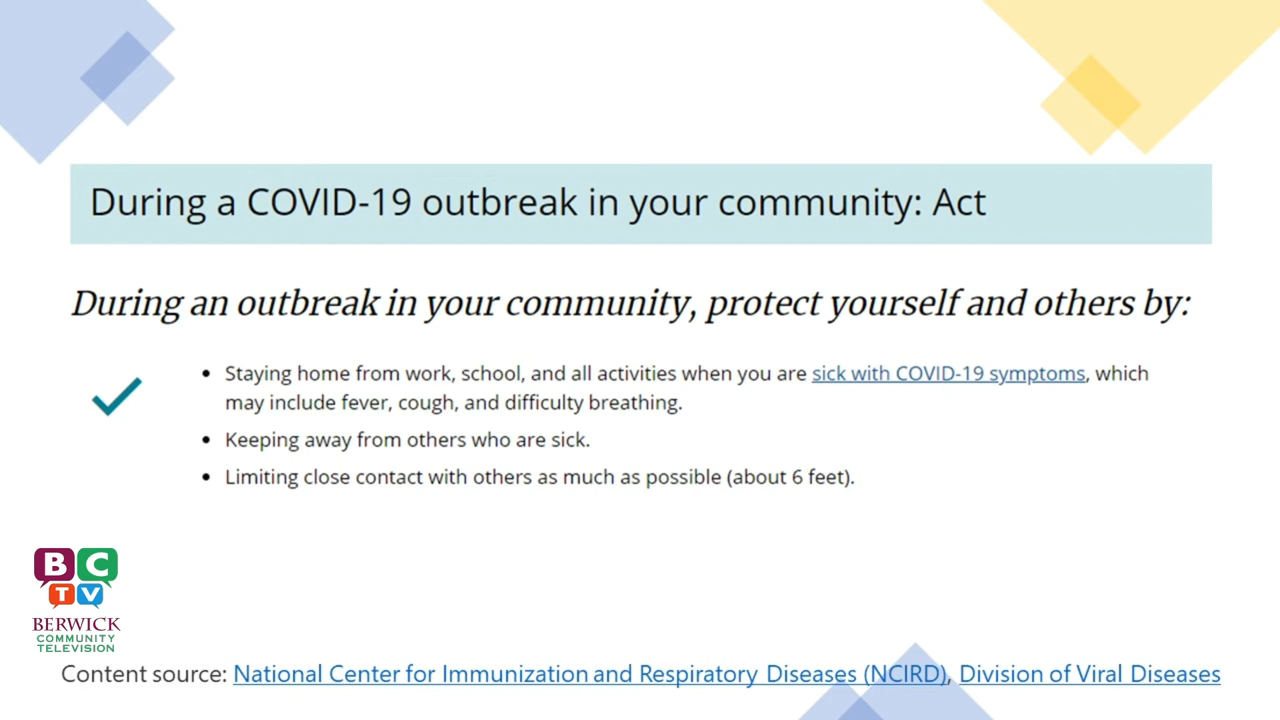 During a COVID-19 outbreak in your community: Act
During an outbreak in your community, protect yourself and others by:
• Staying home from work, school, and all activities when you are sick with COVID-19 symptoms, which
may include fever, cough, and difficulty breathing.
• Keeping away from others who are sick.
• Limiting close contact with others as much as possible (about 6 feet).
BC
TV
BERWICK
COMMUNITY
TELEVISION
Content source: National Center for Immunization and Respiratory Diseases (NCIRD), Division of Viral Diseases